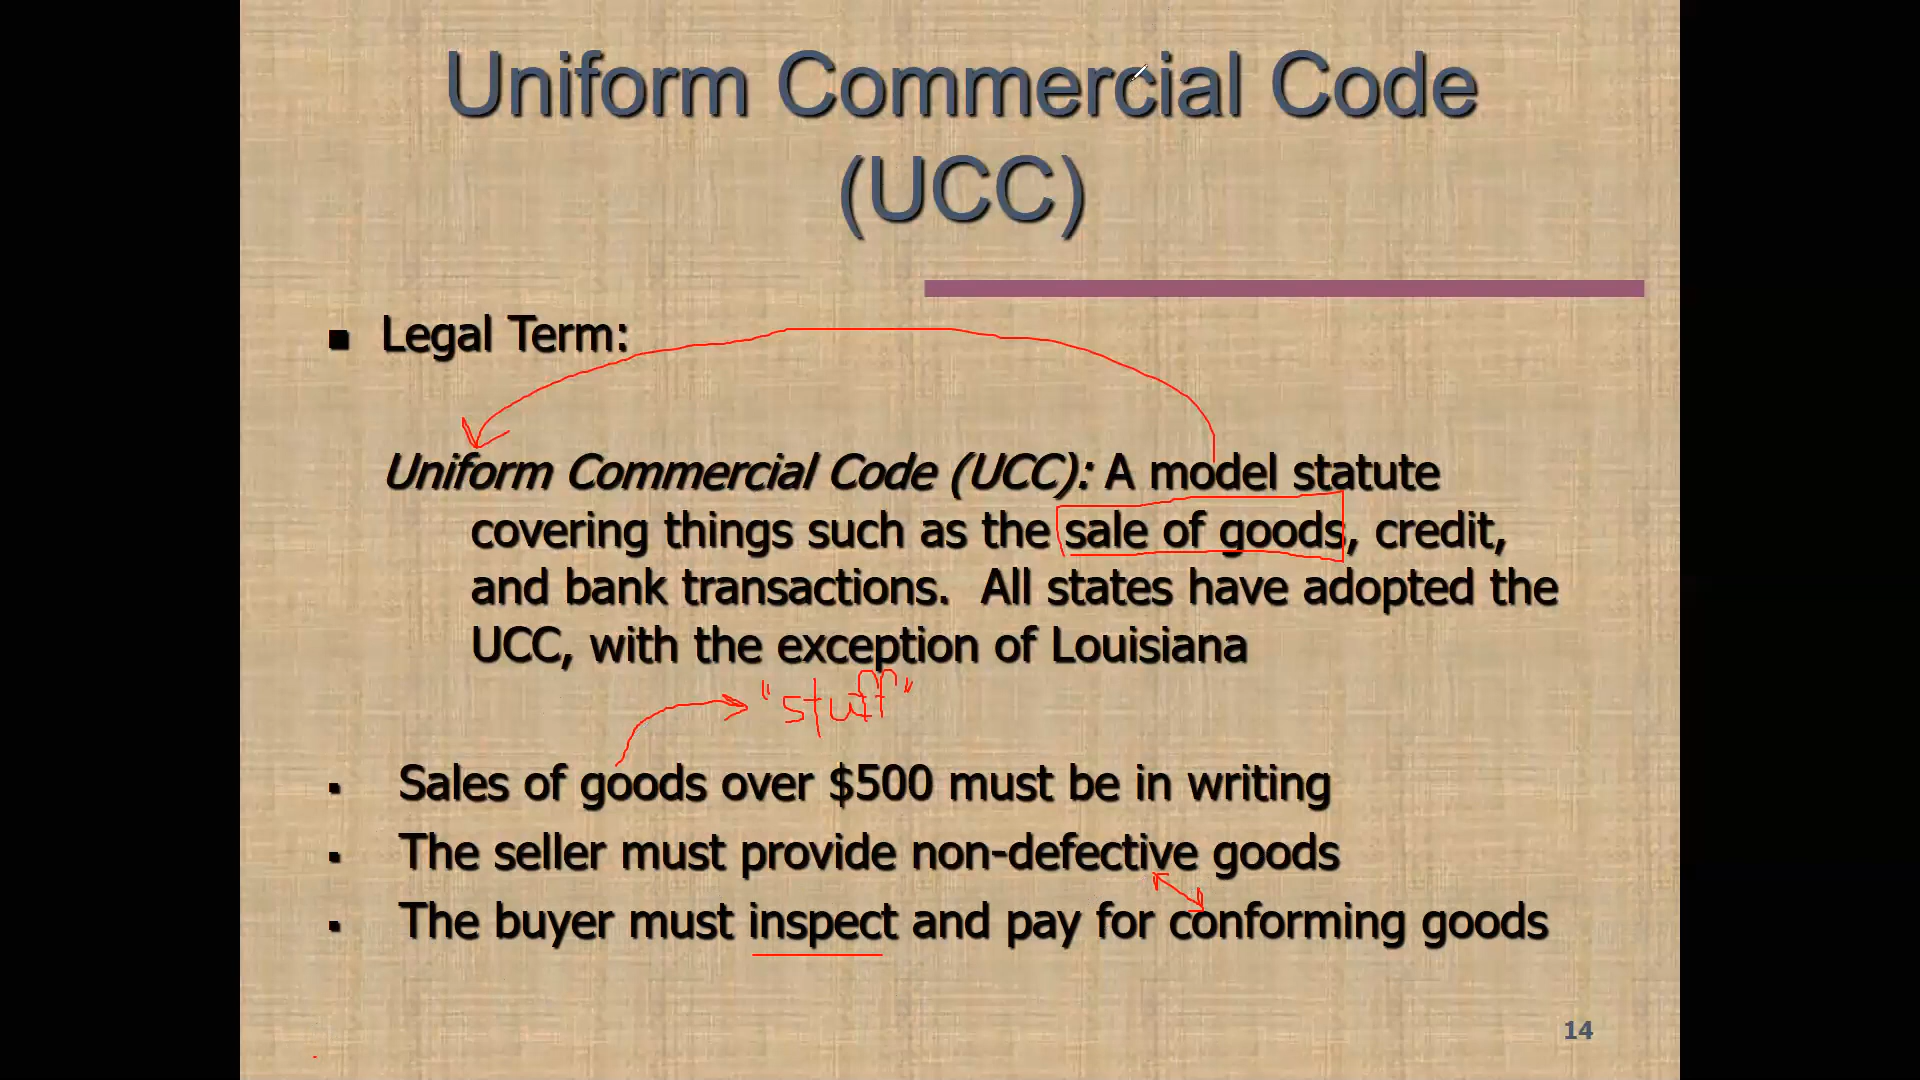 Uniform Commercial Code
(UCC)
■ Legal Term:
Uniform Commercial Code (UCC): A model statute
covering things such as the sale of goods, credit,
and bank transactions.  All states have adopted the
UCC, with the exception of Louisiana
"stuff"
▪ Sales of goods over $500 must be in writing
▪ The seller must provide non-defective goods
▪ The buyer must inspect and pay for conforming goods
14